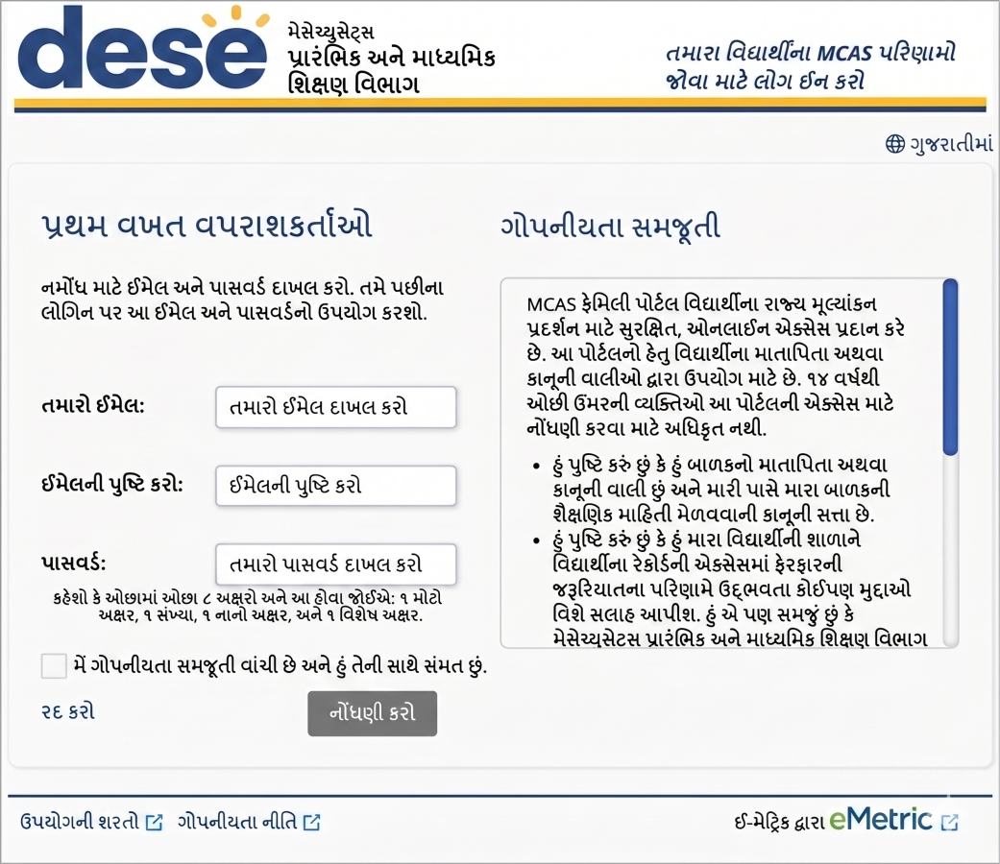 dese
મેસેચ્યુસેટ્સ
પ્રારંભિક અને માધ્યમિક
શિક્ષણ વિભાગ
તમારા વિદ્યાર્થીના MCAS પરિણામો
જોવા માટે લોગ ઈન કરો
ગુજરાતીમાં
પ્રથમ વખત વપરાશકર્તાઓ
નમોંધ માટે ઈમેલ અને પાસવર્ડ દાખલ કરો. તમે પછીના
લોગિન પર આ ઈમેલ અને પાસવર્ડનો ઉપયોગ કરશો.
તમારો ઈમેલ:
તમારો ઈમેલ દાખલ કરો
ઈમેલની પુષ્ટિ કરો:
ઈમેલની પુષ્ટિ કરો
પાસવર્ડ:
તમારો પાસવર્ડ દાખલ કરો
કહેશો કે ઓછામાં ઓછા ૮ અક્ષરો અને આ હોવા જોઈએ: ૧ મોટો
અક્ષર, ૧ સંખ્યા, ૧ નાનો અક્ષર, અને ૧ વિશેષ અક્ષર.
મેં ગોપનીયતા સમજૂતી વાંચી છે અને હું તેની સાથે સંમત છું.
રદ કરો
નોંધણી કરો
ગોપનીયતા સમજૂતી
MCAS ફેમિલી પોર્ટલ વિદ્યાર્થીના રાજ્ય મૂલ્યાંકન
પ્રદર્શન માટે સુરક્ષિત, ઓનલાઈન એક્સેસ પ્રદાન કરે
છે. આ પોર્ટલનો હેતુ વિદ્યાર્થીના માતાપિતા અથવા
કાનૂની વાલીઓ દ્વારા ઉપયોગ માટે છે. ૧૪ વર્ષથી
ઓછી ઉંમરની વ્યક્તિઓ આ પોર્ટલની એક્સેસ માટે
નોંધણી કરવા માટે અધિકૃત નથી.
• હું પુષ્ટિ કરું છું કે હું બાળકનો માતાપિતા અથવા
કાનૂની વાલી છું અને મારી પાસે મારા બાળકની
શૈક્ષણિક માહિતી મેળવવાની કાનૂની સત્તા છે.
• હું પુષ્ટિ કરું છું કે હું મારા વિદ્યાર્થીની શાળાને
વિદ્યાર્થીના રેકોર્ડની એક્સેસમાં ફેરફારની
જરૂરિયાતના પરિણામે ઉદ્ભવતા કોઈપણ મુદ્દાઓ
વિશે સલાહ આપીશ. હું એ પણ સમજું છું કે
મેસેચ્યુસેટસ પ્રારંભિક અને માધ્યમિક શિક્ષણ વિભાગ
ઉપયોગની શરતો
ગોપનીયતા નીતિ
ઈ-મેટ્રિક દ્વારા eMetric